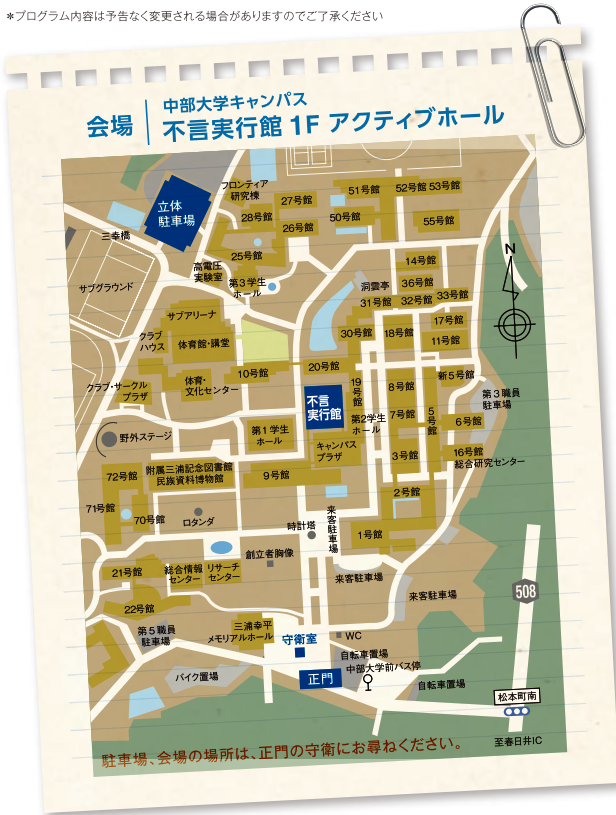 *プログラム内容は予告なく変更される場合がありますのでご了承ください
会場
中部大学キャンパス
不言実行館 1F アクティブホール
立体
駐車場
フロンティア
研究棟
27号館
28号館
26号館
51号館
52号館
53号館
50号館
55号館
三幸橋
25号館
高電圧
実験室
第3学生
ホール
サブグラウンド
洞雲亭
14号館
36号館
31号館
32号館
33号館
N
サブアリーナ
クラブ
ハウス
体育館・講堂
30号館
18号館
17号館
11号館
クラブ・サークル
プラザ
体育・
文化センター
10号館
20号館
19号館
8号館
新5号館
第3職員
駐車場
不言
実行館
第2学生
ホール
7号館
5号館
6号館
野外ステージ
第1学生
ホール
キャンパス
プラザ
3号館
16号館
総合研究センター
72号館
附属三浦記念図書館
民族資料博物館
9号館
2号館
71号館
70号館
ロタンダ
時計塔
来客駐車場
1号館
創立者胸像
21号館
総合情報
センター
リサーチ
センター
来客駐車場
来客駐車場
508
22号館
第5職員
駐車場
三浦幸平
メモリアルホール
守衛室
WC
自転車置場
中部大学前バス停
バイク置場
正門
自転車置場
松本町南
至春日井IC
駐車場、会場の場所は、正門の守衛にお尋ねください。